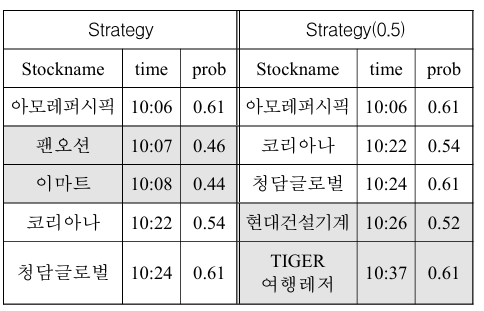 Strategy Strategy(0.5)
Stockname time prob Stockname time prob
아모레퍼시픽 10:06 0.61 아모레퍼시픽 10:06 0.61
팬오션 10:07 0.46 코리아나 10:22 0.54
이마트 10:08 0.44 청담글로벌 10:24 0.61
코리아나 10:22 0.54 현대건설기계 10:26 0.52
청담글로벌 10:24 0.61 TIGER 여행레저 10:37 0.61